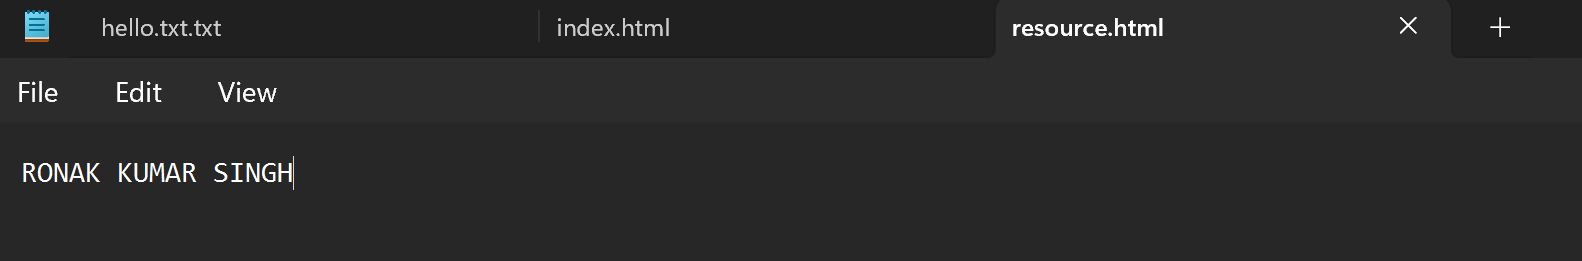 hello.txt.txt
index.html
resource.html
File Edit View
RONAK KUMAR SINGH